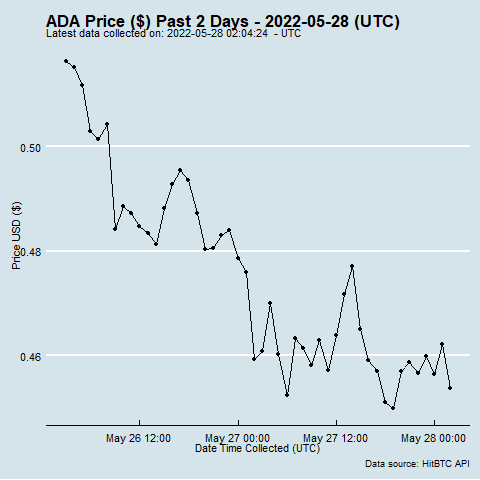 ADA Price ($) Past 2 Days - 2022-05-28 (UTC)
Latest data collected on: 2022-05-28 02:04:24 - UTC
0.50
0.48
0.46
Price USD ($)
May 26 12:00
May 27 00:00
May 27 12:00
May 28 00:00
Date Time Collected (UTC)
Data source: HitBTC API